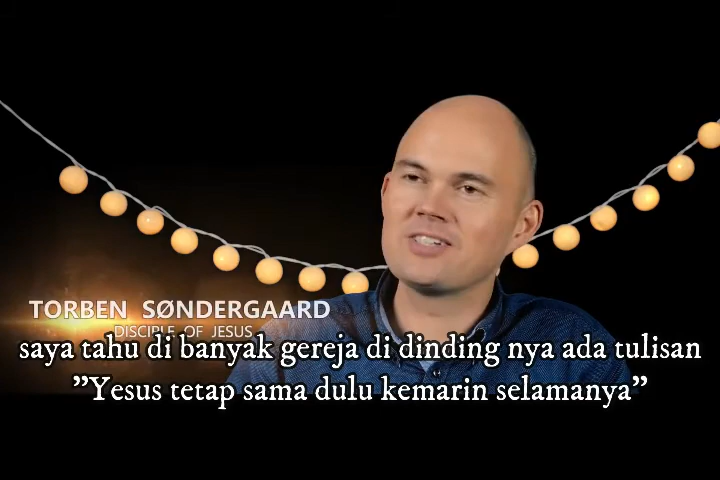 TORBEN SØNDERGAARD
DISCIPLE OF JESUS
saya tahu di banyak gereja di dinding nya ada tulisan
"Yesus tetap sama dulu kemarin selamanya"